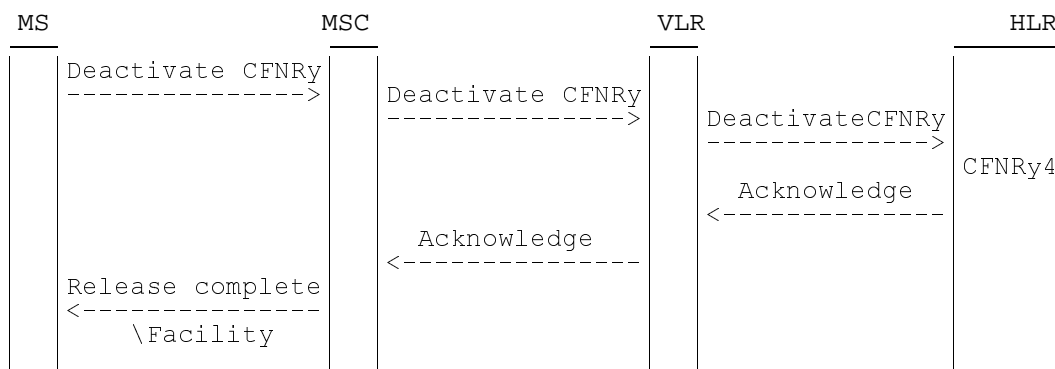 MS MSC VLR HLR
Deactivate CFNRy
--------------->
Deactivate CFNRy
--------------->
DeactivateCFNRy
-------------->
CFNRy4
Acknowledge
<--------------
Acknowledge
<---------------
Release complete
<---------------
\Facility